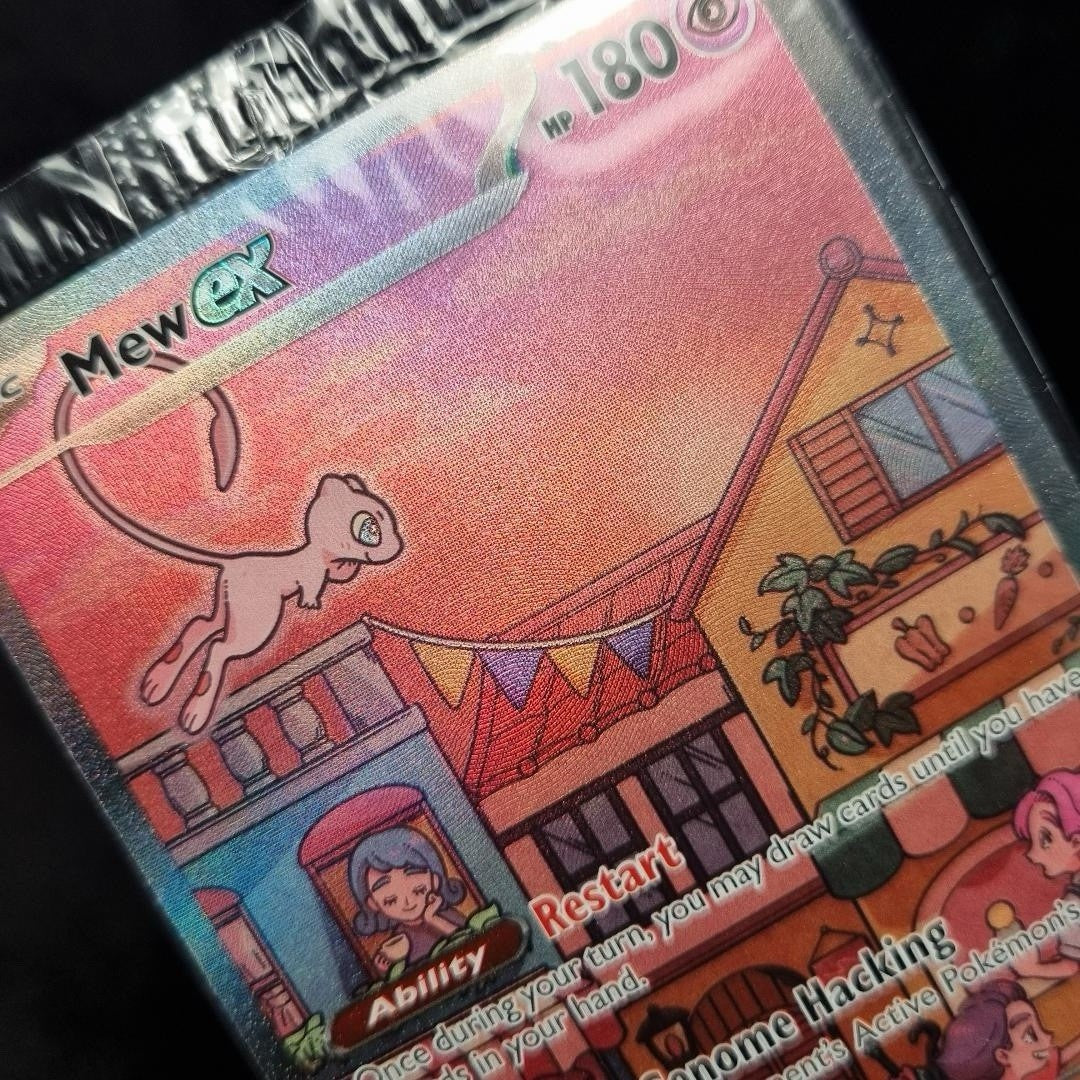 HP 180
Mew ex
Ability Restart
Once during your turn, you may draw cards until you have
in your hand.
Hacking
Active Pokémon's